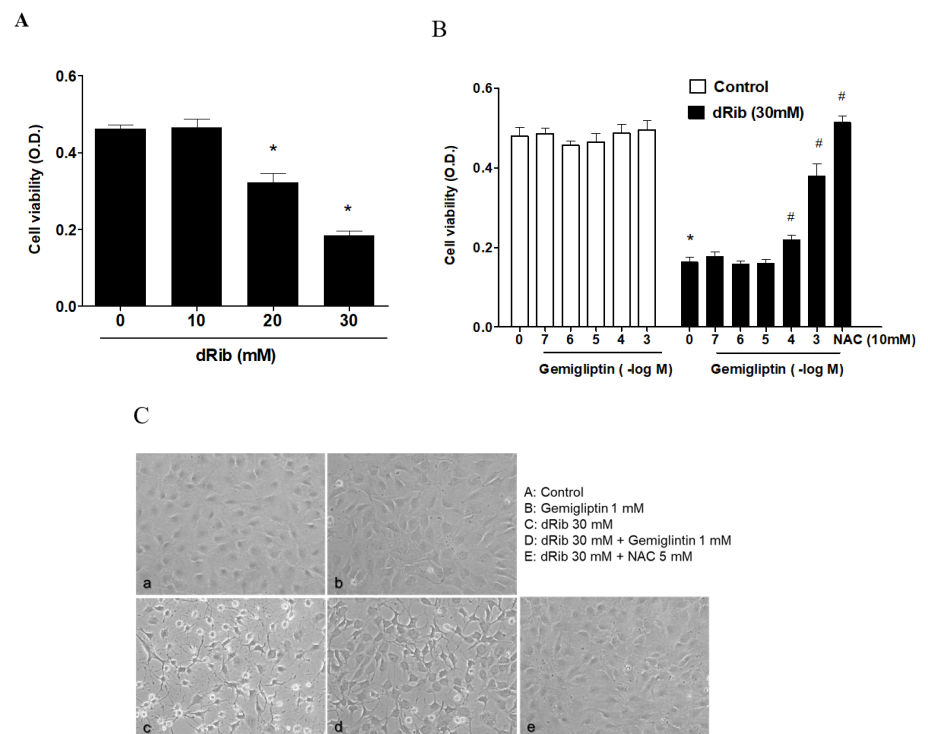 A
B
Cell viability (O.D.)
0.6
0.4
0.2
0.0
*
*
0 10 20 30
dRib (mM)
Cell viability (O.D.)
0.6
0.4
0.2
0.0
Control
dRib (30mM)
*
#
#
#
0 7 6 5 4 3 0 7 6 5 4 3 NAC (10mM)
Gemigliptin ( -log M) Gemigliptin ( -log M)
C
A: Control
B: Gemigliptin 1 mM
C: dRib 30 mM
D: dRib 30 mM + Gemiglintin 1 mM
E: dRib 30 mM + NAC 5 mM
a
b
c
d
e